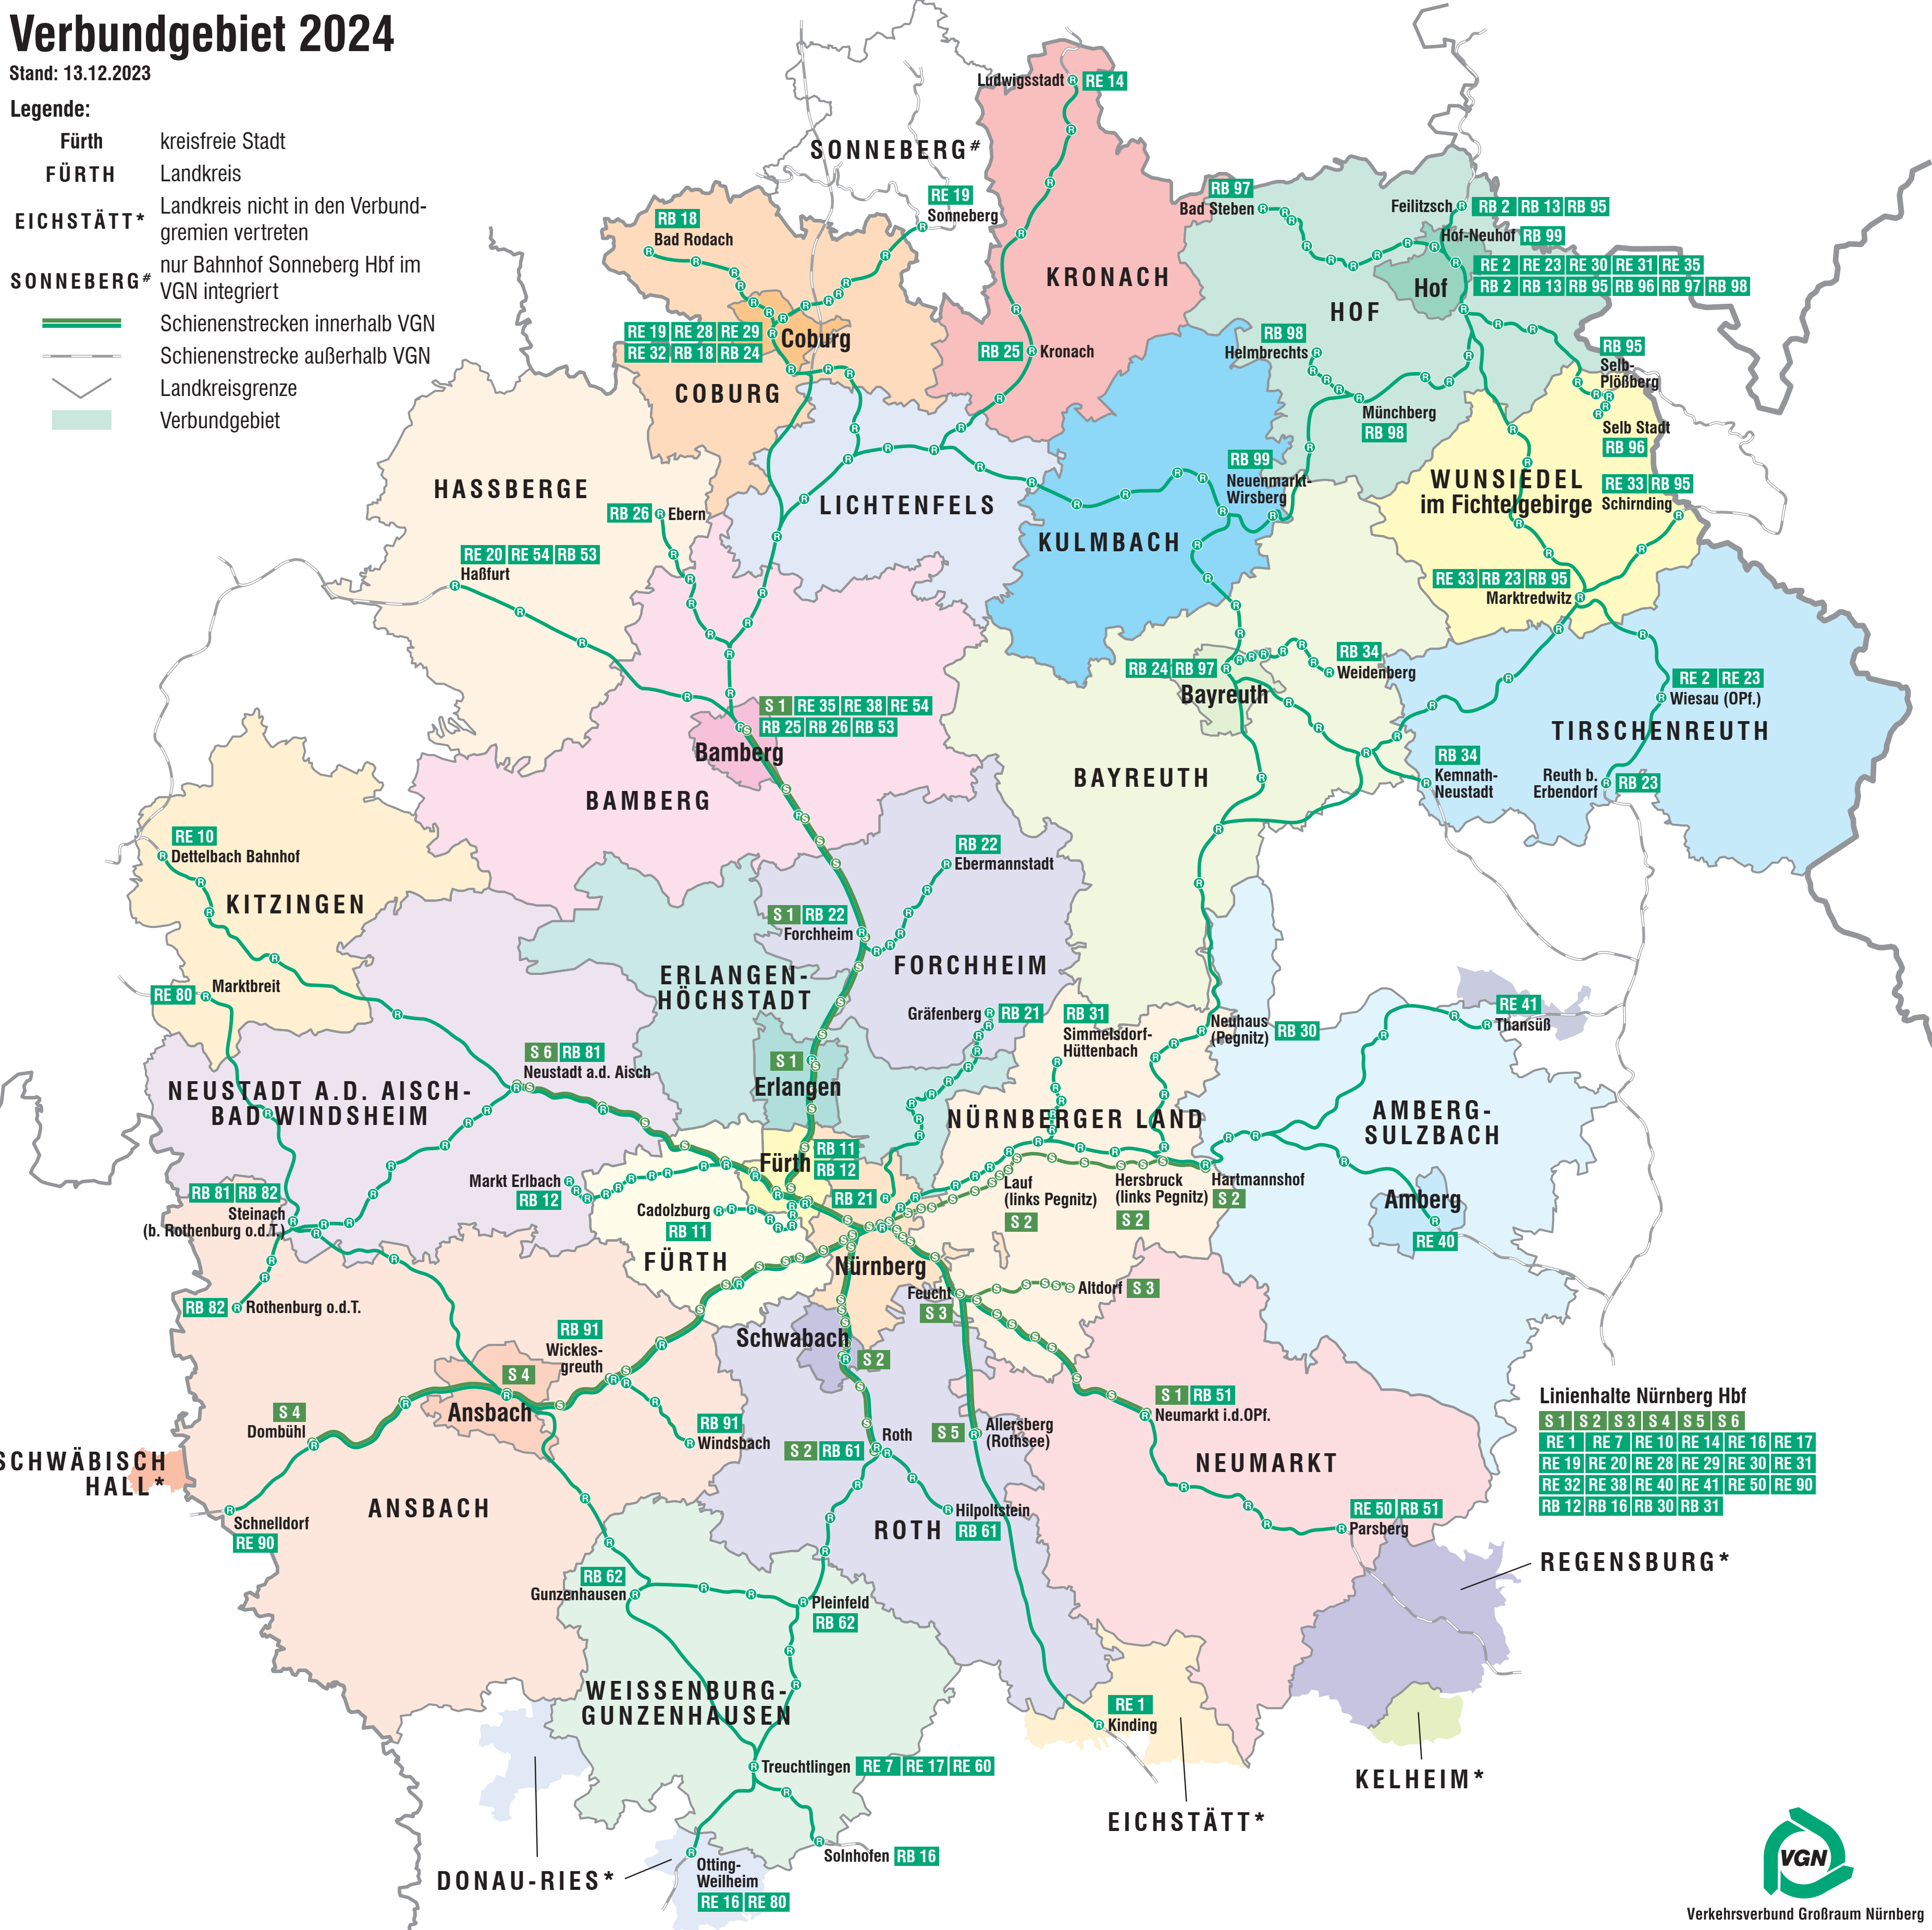 Verbundgebiet 2024
Stand: 13.12.2023
Legende:
Fürth kreisfreie Stadt
FÜRTH Landkreis
EICHSTÄTT* Landkreis nicht in den Verbund-
gremien vertreten
SONNEBERG# nur Bahnhof Sonneberg Hbf im
VGN integriert
Schienenstrecken innerhalb VGN
Schienenstrecke außerhalb VGN
Landkreisgrenze
Verbundgebiet
Ludwigsstadt RE 14
SONNEBERG#
RE 19
Sonneberg
RB 18
Bad Rodach
KRONACH
RB 97
Bad Steben
Feilitzsch RB 2 RB 13 RB 95
Hof-Neuhof RB 99
RE 2 RE 23 RE 30 RE 31 RE 35
RB 2 RB 13 RB 95 RB 96 RB 97 RB 98
Hof
HOF
RE 19 RE 28 RE 29
RE 32 RB 18 RB 24
Coburg
COBURG
RB 25 Kronach
RB 98
Helmbrechts
Münchberg
RB 98
RB 95
Selb-
Plößberg
Selb Stadt
RB 96
HASSBERGE
LICHTENFELS
RB 99
Neuenmarkt-
Wirsberg
WUNSIEDEL
im Fichtelgebirge
RE 33 RB 95
Schirnding
RB 26 Ebern
KULMBACH
RE 20 RE 54 RB 53
Haßfurt
RE 33 RB 23 RB 95
Marktredwitz
RB 24 RB 97
Bayreuth
RB 34
Weidenberg
RE 2 RE 23
Wiesau (OPf.)
TIRSCHENREUTH
S 1 RE 35 RE 38 RE 54
RB 25 RB 26 RB 53
Bamberg
BAMBERG
BAYREUTH
RB 34
Kemnath-
Neustadt
Reuth b.
Erbendorf
RB 23
RE 10
Dettelbach Bahnhof
KITZINGEN
RB 22
Ebermannstadt
S 1 RB 22
Forchheim
FORCHHEIM
ERLANGEN-
HÖCHSTADT
RE 80
Marktbreit
Gräfenberg RB 21
RB 31
Simmelsdorf-
Hüttenbach
Neuhaus
(Pegnitz)
RB 30
RE 41
Thansüß
S 6 RB 81
Neustadt a.d. Aisch
S 1
Erlangen
NEUSTADT A.D. AISCH-
BAD WINDSHEIM
NÜRNBERGER LAND
AMBERG-
SULZBACH
Fürth
RB 11
RB 12
Markt Erlbach
RB 12
RB 21
Cadolzburg
RB 11
FÜRTH
Lauf
(links Pegnitz)
S 2
Hersbruck
(links Pegnitz)
S 2
Hartmannshof
S 2
Amberg
RE 40
RB 81 RB 82
Steinach
(b. Rothenburg o.d.T.)
RB 82 Rothenburg o.d.T.
Nürnberg
Feucht
S 3
Altdorf S 3
RB 91
Wickles-
greuth
Schwabach
S 2
S 4
Ansbach
S 4
Dombühl
RB 91
Windsbach
S 1 RB 51
Neumarkt i.d.OPf.
S 5
Allersberg
(Rothsee)
Roth
S 2 RB 61
NEUMARKT
Linienhalte Nürnberg Hbf
S 1 S 2 S 3 S 4 S 5 S 6
RE 1 RE 7 RE 10 RE 14 RE 16 RE 17
RE 19 RE 20 RE 28 RE 29 RE 30 RE 31
RE 32 RE 38 RE 40 RE 41 RE 50 RE 90
RB 12 RB 16 RB 30 RB 31
SCHWÄBISCH
HALL*
ANSBACH
Schnelldorf
RE 90
Hilpoltstein
RB 61
ROTH
RE 50 RB 51
Parsberg
REGENSBURG*
RB 62
Gunzenhausen
Pleinfeld
RB 62
WEISSENBURG-
GUNZENHAUSEN
RE 1
Kinding
Treuchtlingen RE 7 RE 17 RE 60
KELHEIM*
EICHSTÄTT*
Solnhofen RB 16
DONAU-RIES*
Otting-
Weilheim
RE 16 RE 80
VGN
Verkehrsverbund Großraum Nürnberg